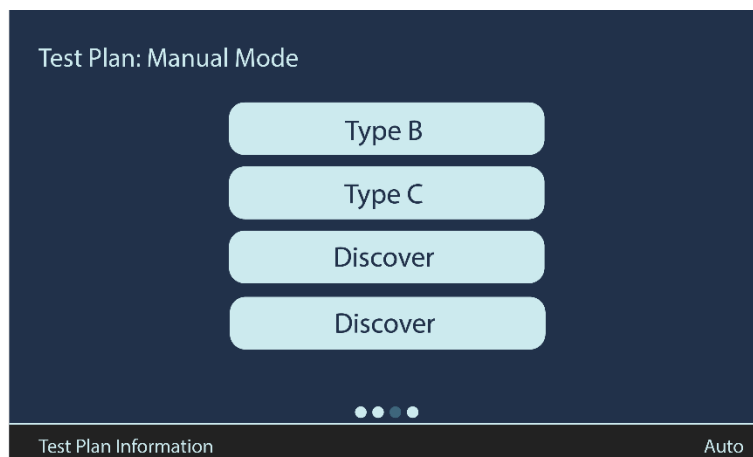 Test Plan: Manual Mode
Type B
Type C
Discover
Discover
Test Plan Information Auto